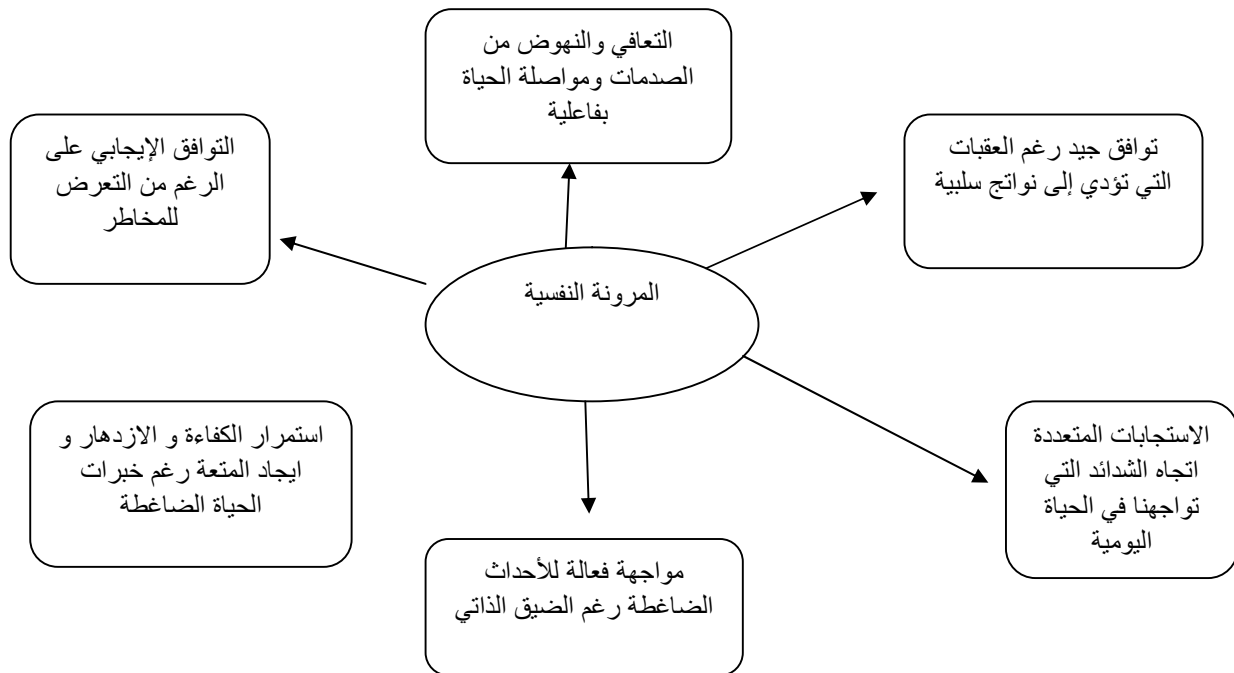 التعافي والنهوض من
الصدمات ومواصلة الحياة
بفاعلية
توافق جيد رغم العقبات
التي تؤدي إلى نواتج سلبية
التوافق الإيجابي على
الرغم من التعرض
للمخاطر
المرونة النفسية
الاستجابات المتعددة
اتجاه الشدائد التي
تواجهنا في الحياة
اليومية
استمرار الكفاءة و الازدهار و
ايجاد المتعة رغم خبرات
الحياة الضاغطة
مواجهة فعالة للأحداث
الضاغطة رغم الضيق الذاتي